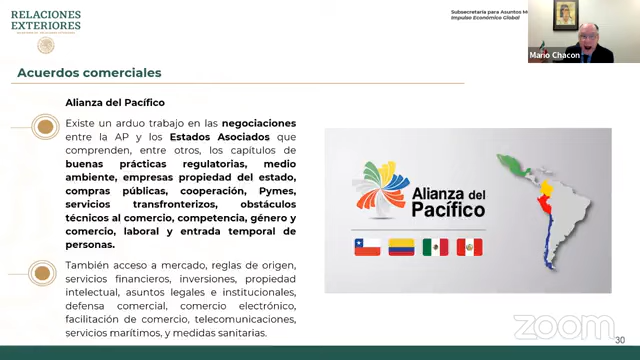 RELACIONES
EXTERIORES
Subsecretaría para Asuntos M
Impulso Económico Global
Mario Chacon
Acuerdos comerciales
Alianza del Pacífico
Existe un arduo trabajo en las negociaciones
entre la AP y los Estados Asociados que
comprenden, entre otros, los capítulos de
buenas prácticas regulatorias, medio
ambiente, empresas propiedad del estado,
compras públicas, cooperación, Pymes,
servicios transfronterizos, obstáculos
técnicos al comercio, competencia, género y
comercio, laboral y entrada temporal de
personas.
También acceso a mercado, reglas de origen,
servicios financieros, inversiones, propiedad
intelectual, asuntos legales e institucionales,
defensa comercial, comercio electrónico,
facilitación de comercio, telecomunicaciones,
servicios marítimos, y medidas sanitarias.
Alianza del
Pacífico
zoom
30